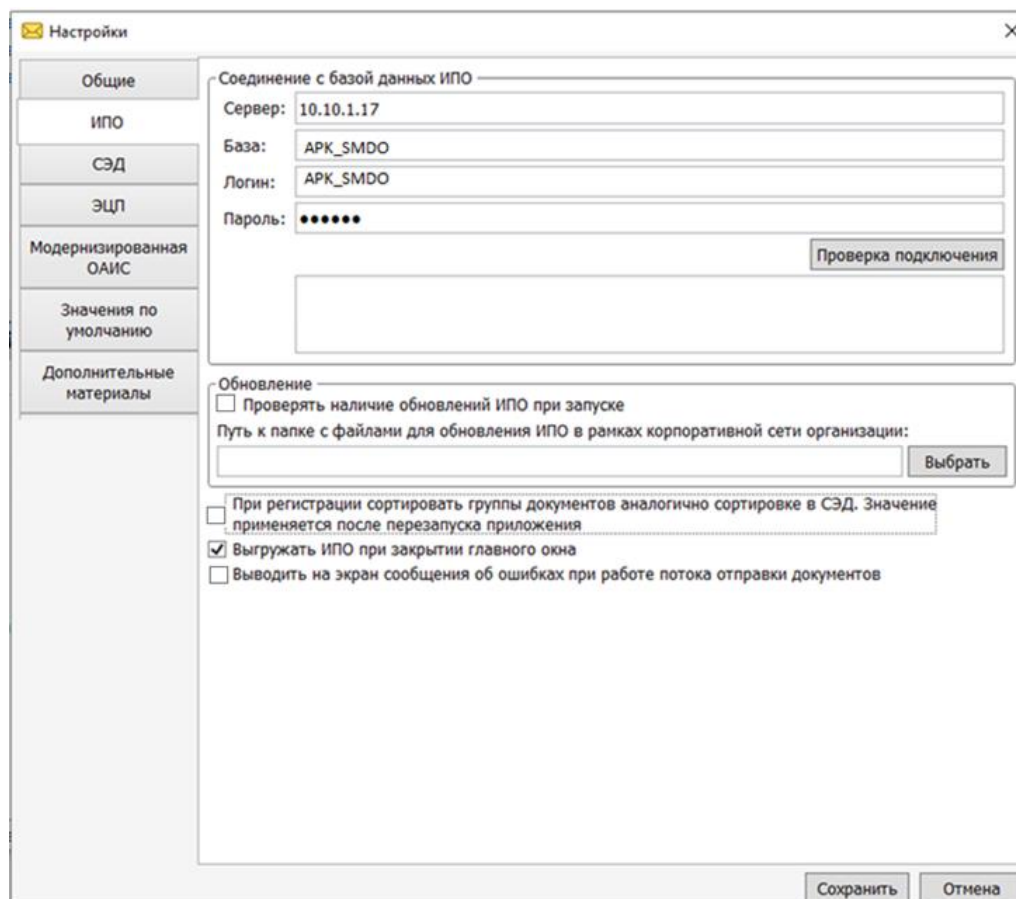 Настройки
Общие
ИПО
СЭД
ЭЦП
Модернизированная
ОАИС
Значения по
умолчанию
Дополнительные
материалы
Соединение с базой данных ИПО
Сервер: 10.10.1.17
База: APK_SMDO
Логин: APK_SMDO
Пароль: ●●●●●●
Проверка подключения
Обновление
Проверять наличие обновлений ИПО при запуске
Путь к папке с файлами для обновления ИПО в рамках корпоративной сети организации:
Выбрать
При регистрации сортировать группы документов аналогично сортировке в СЭД. Значение
применяется после перезапуска приложения
Выгружать ИПО при закрытии главного окна
Выводить на экран сообщения об ошибках при работе потока отправки документов
Сохранить Отмена